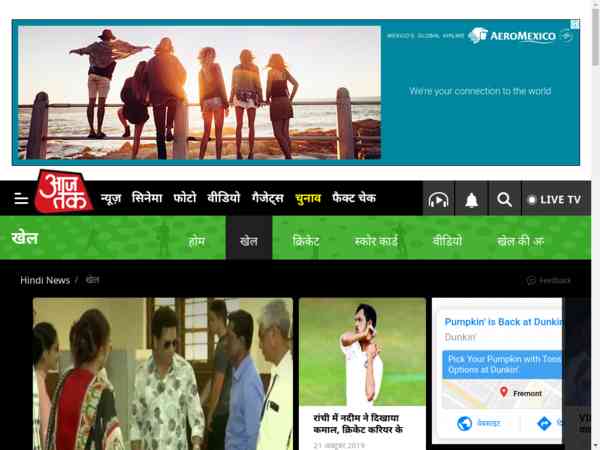 MEXICO'S GLOBAL AIRLINE AEROMEXICO
We're your connection to the world
आज तक
न्यूज़ सिनेमा फोटो वीडियो गैजेट्स चुनाव फैक्ट चेक LIVE TV
खेल होम खेल क्रिकेट स्कोर कार्ड वीडियो खेल की अन
Hindi News / खेल Feedback
Pumpkin' is Back at Dunkin
Dunkin'
Pick Your Pumpkin with Tons
Options at Dunkin'.
Fremont
वेबसाइट
रांची में नदीम ने दिखाया
कमाल, क्रिकेट करियर के
21 अक्टूबर 2019